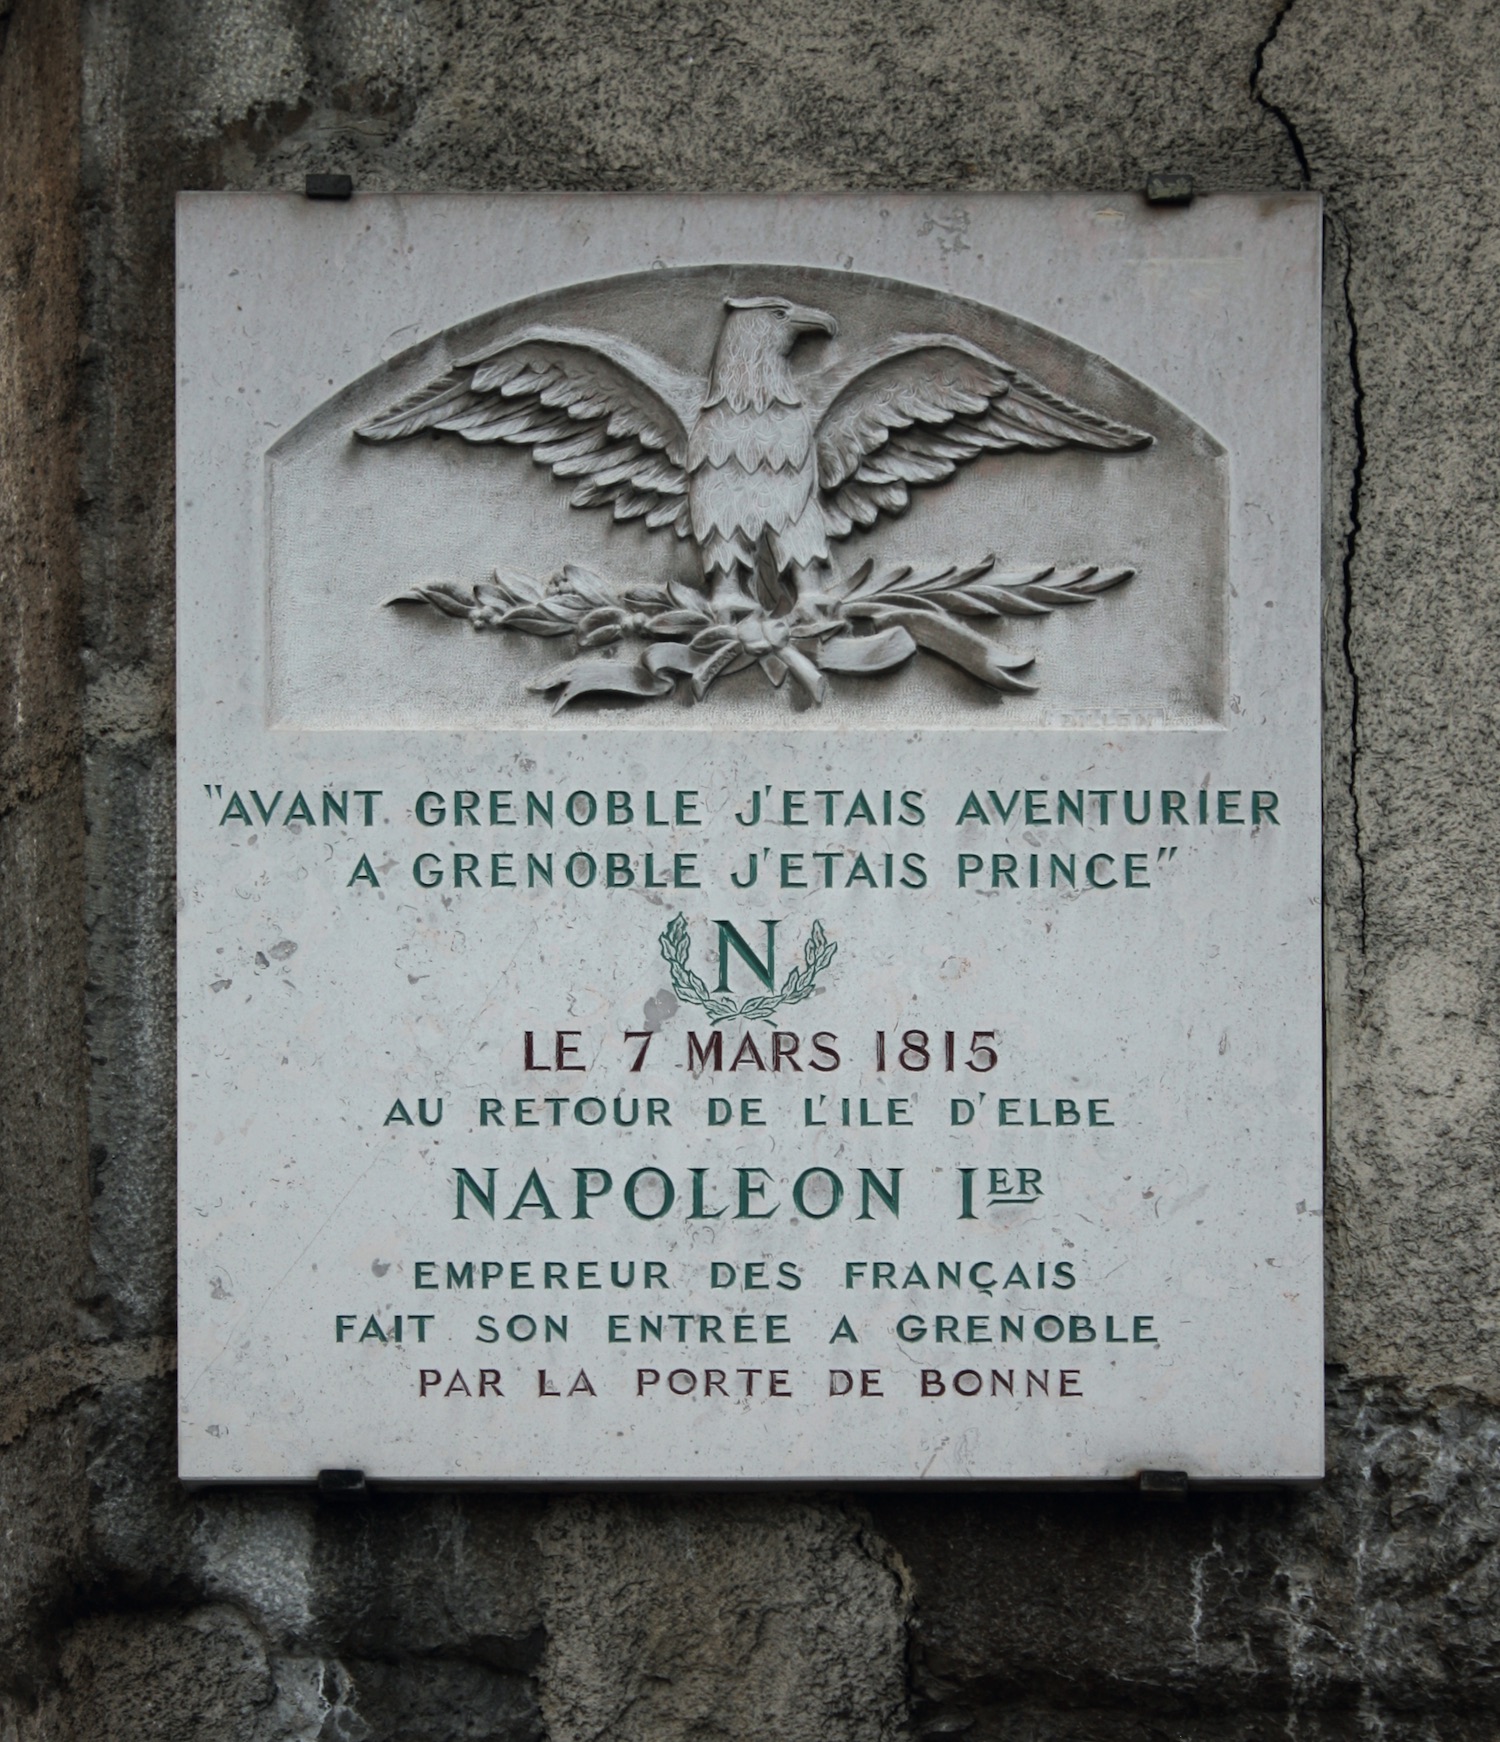 "AVANT GRENOBLE J'ETAIS AVENTURIER
A GRENOBLE J'ETAIS PRINCE"
N
LE 7 MARS 1815
AU RETOUR DE L'ILE D'ELBE
NAPOLEON IER
EMPEREUR DES FRANÇAIS
FAIT SON ENTREE A GRENOBLE
PAR LA PORTE DE BONNE